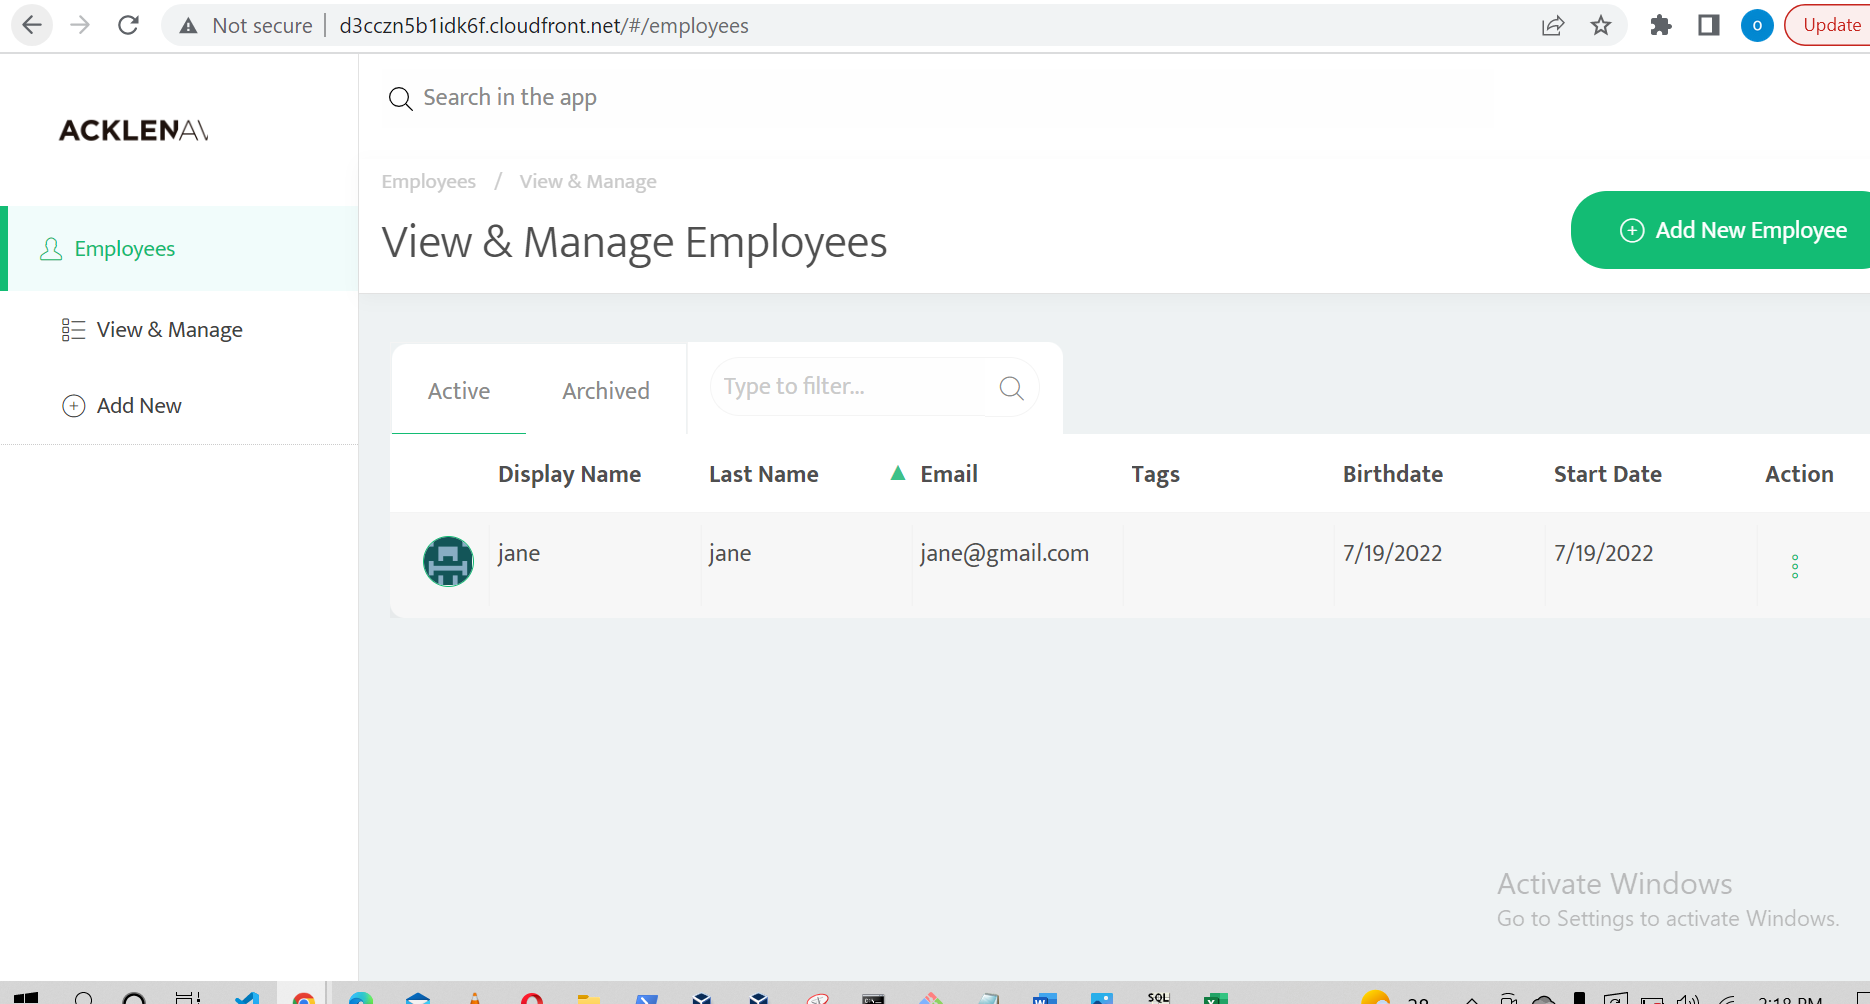 Not secure d3cczn5b1idk6f.cloudfront.net/#/employees O Update
Search in the app
ACKLENAV
Employees / View & Manage
View & Manage Employees
Add New Employee
Employees
View & Manage
Add New
Active Archived Type to filter...
Display Name Last Name Email Tags Birthdate Start Date Action
jane jane jane@gmail.com 7/19/2022 7/19/2022
Activate Windows
Go to Settings to activate Windows.
SQL